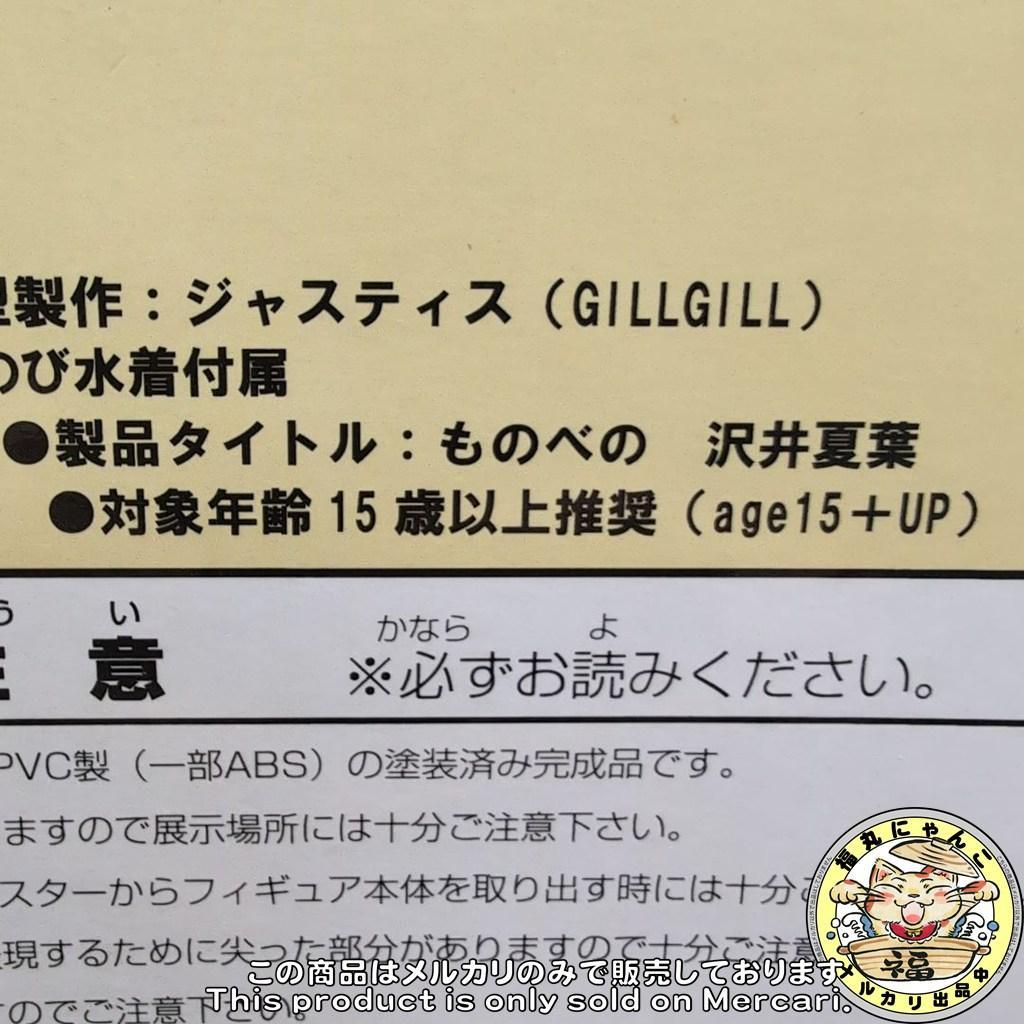 製作：ジャスティス（GILLGILL）
のび水着付属
●製品タイトル：ものべの　沢井夏葉
●対象年齢15歳以上推奨（age15＋UP）
うい
注意
かなら よ
※必ずお読みください。
PVC製（一部ABS）の塗装済み完成品です。
ますので展示場所には十分ご注意下さい。
スターからフィギュア本体を取り出す時には十分
現するために尖った部分がありますので十分ご注意
のでご注意下さい。
福丸にゃんこ
福
メルカリ出品中
この商品はメルカリのみで販売しております
This product is only sold on Mercari.